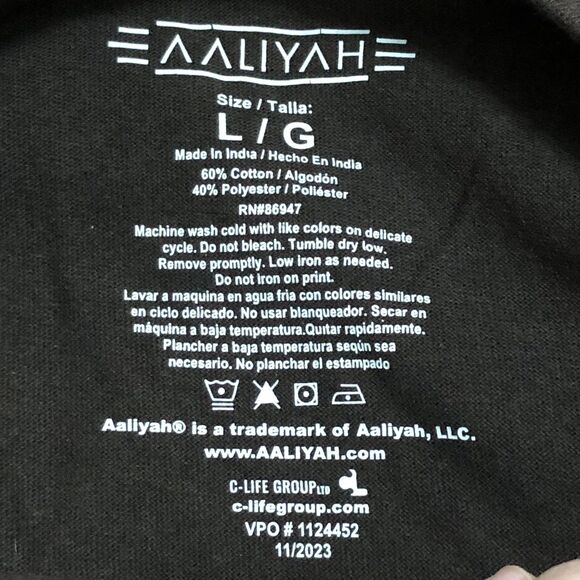 AALIYAH
Size / Talla:
L / G
Made In India / Hecho En India
60% Cotton / Algodón
40% Polyester / Poliéster
RN#86947
Machine wash cold with like colors on delicate
cycle. Do not bleach. Tumble dry low.
Remove promptly. Low iron as needed.
Do not iron on print.
Lavar a maquina en agua fria con colores similares
en ciclo delicado. No usar blanqueador. Secar en
máquina a baja temperatura.Quitar rapidamente.
Plancher a baja temperatura según sea
necesario. No planchar el estampado
Aaliyah® is a trademark of Aaliyah, LLC.
www.AALIYAH.com
C-LIFE GROUP LTD
c-lifegroup.com
VPO # 1124452
11/2023